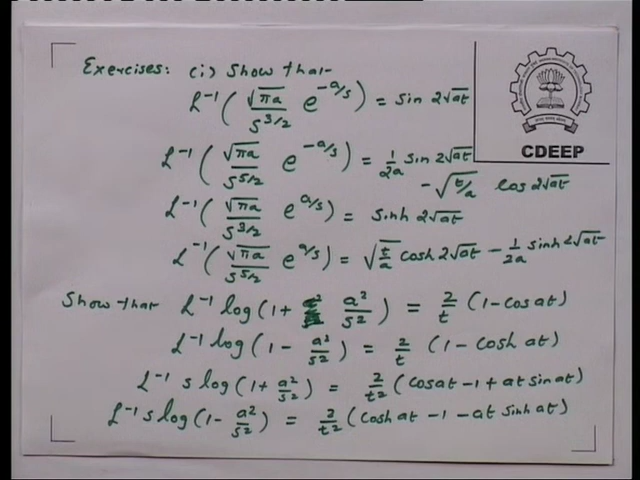 Exercises: (i) Show that
L⁻¹ ( √πa / s^3/2 e^-a/s ) = sin 2√at
L⁻¹ ( √πa / s^5/2 e^-a/s ) = 1/2a sin 2√at
- √t/a cos 2√at
L⁻¹ ( √πa / s^3/2 e^a/s ) = sinh 2√at
L⁻¹ ( √πa / s^5/2 e^a/s ) = √t/a cosh 2√at - 1/2a sinh 2√at
Show that L⁻¹ log (1 + a²/s²) = 2/t (1 - cos at)
L⁻¹ log (1 - a²/s²) = 2/t (1 - cosh at)
L⁻¹ s log (1 + a²/s²) = 2/t² (cos at - 1 + at sin at)
L⁻¹ s log (1 - a²/s²) = 2/t² (cosh at - 1 - at sinh at)
CDEEP